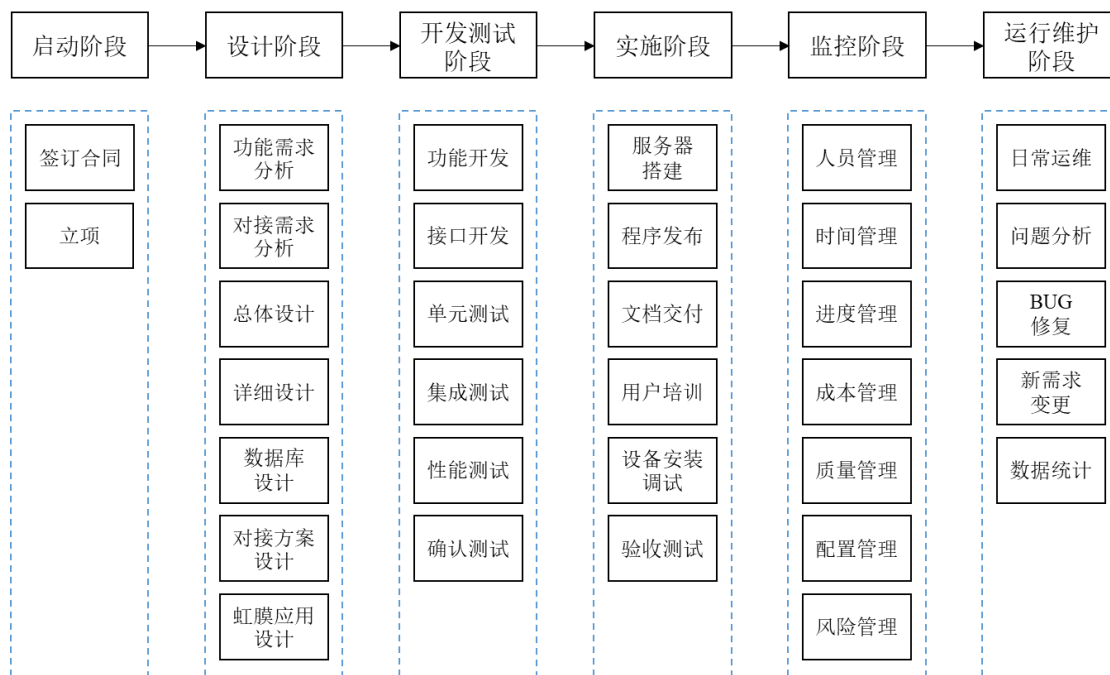 启动阶段
设计阶段
开发测试
阶段
实施阶段
监控阶段
运行维护
阶段
签订合同
立项
功能需求
分析
对接需求
分析
总体设计
详细设计
数据库
设计
对接方案
设计
虹膜应用
设计
功能开发
接口开发
单元测试
集成测试
性能测试
确认测试
服务器
搭建
程序发布
文档交付
用户培训
设备安装
调试
验收测试
人员管理
时间管理
进度管理
成本管理
质量管理
配置管理
风险管理
日常运维
问题分析
BUG
修复
新需求
变更
数据统计